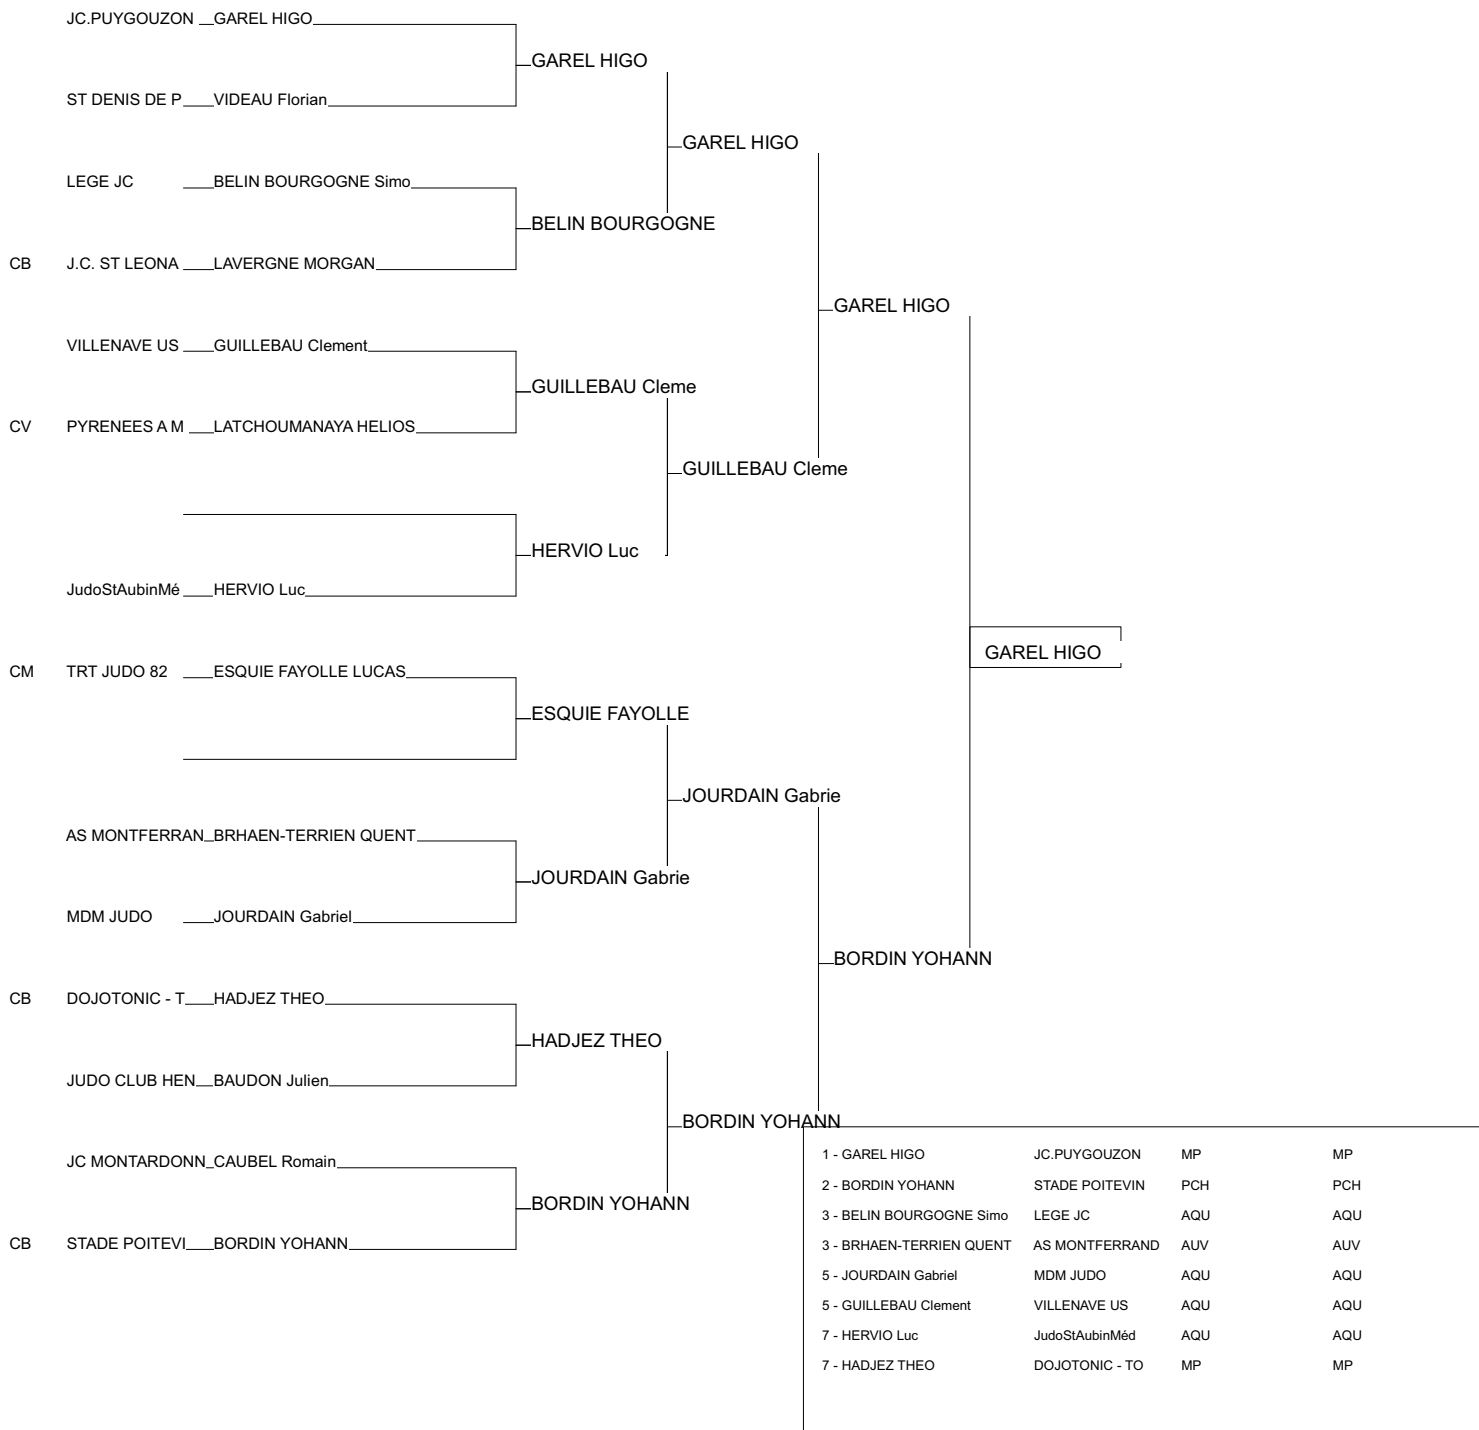 JC.PUYGOUZON GAREL HIGO
GAREL HIGO
ST DENIS DE P VIDEAU Florian
GAREL HIGO
LEGE JC BELIN BOURGOGNE Simo
BELIN BOURGOGNE
CB J.C. ST LEONA LAVERGNE MORGAN
GAREL HIGO
VILLENAVE US GUILLEBAU Clement
GUILLEBAU Cleme
CV PYRENEES A M LATCHOUMANAYA HELIOS
GUILLEBAU Cleme
HERVIO Luc
JudoStAubinMé HERVIO Luc
GAREL HIGO
CM TRT JUDO 82 ESQUIE FAYOLLE LUCAS
ESQUIE FAYOLLE
JOURDAIN Gabrie
AS MONTFERRAN BRHAEN-TERRIEN QUENT
JOURDAIN Gabrie
MDM JUDO JOURDAIN Gabriel
BORDIN YOHANN
CB DOJOTONIC - T HADJEZ THEO
HADJEZ THEO
JUDO CLUB HEN BAUDON Julien
BORDIN YOHANN
JC MONTARDONN CAUBEL Romain
BORDIN YOHANN
CB STADE POITEVI BORDIN YOHANN
1 - GAREL HIGO JC.PUYGOUZON MP MP
2 - BORDIN YOHANN STADE POITEVIN PCH PCH
3 - BELIN BOURGOGNE Simo LEGE JC AQU AQU
3 - BRHAEN-TERRIEN QUENT AS MONTFERRAND AUV AUV
5 - JOURDAIN Gabriel MDM JUDO AQU AQU
5 - GUILLEBAU Clement VILLENAVE US AQU AQU
7 - HERVIO Luc JudoStAubinMéd AQU AQU
7 - HADJEZ THEO DOJOTONIC - TO MP MP